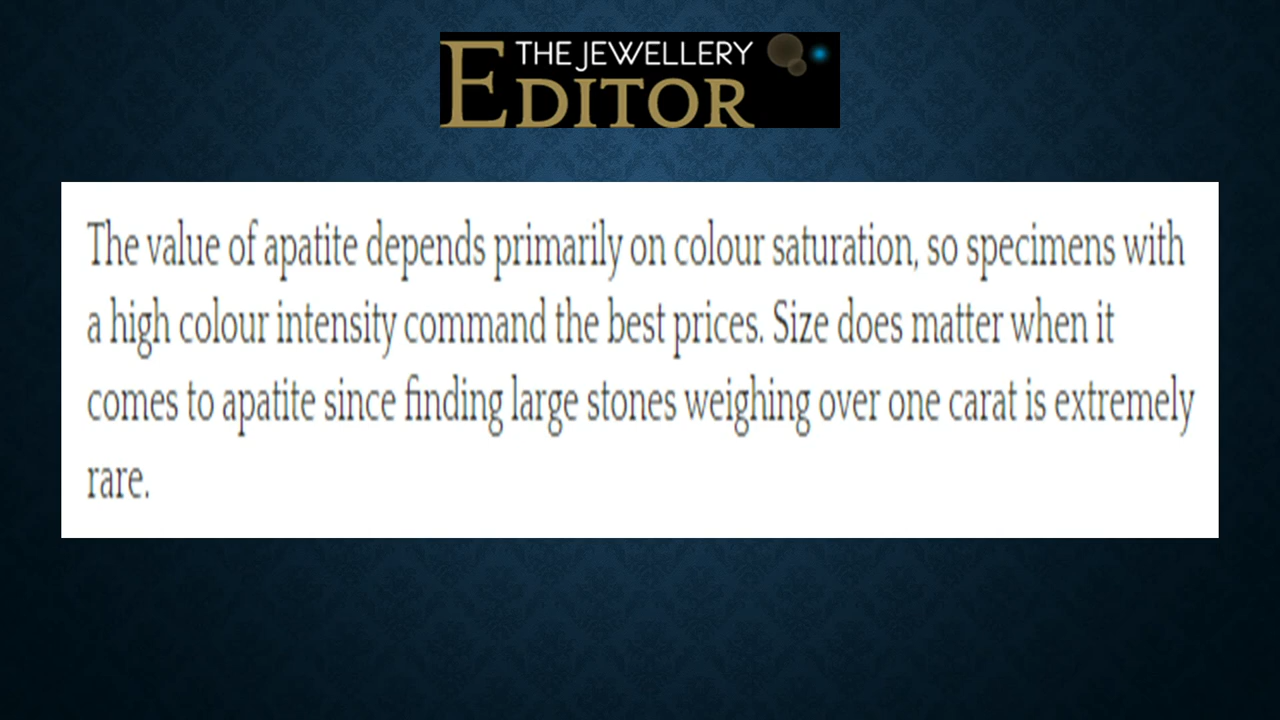 THE JEWELLERY
EDITOR
The value of apatite depends primarily on colour saturation, so specimens with
a high colour intensity command the best prices. Size does matter when it
comes to apatite since finding large stones weighing over one carat is extremely
rare.